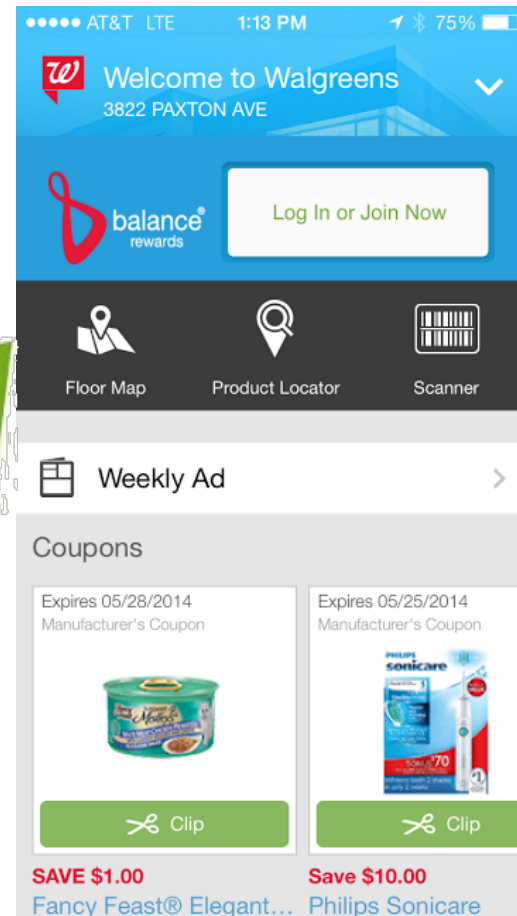 AT&T LTE 1:13 PM 75%
Welcome to Walgreens
3822 PAXTON AVE
balance®
rewards
Log In or Join Now
Floor Map Product Locator Scanner
Weekly Ad
Coupons
Expires 05/28/2014
Manufacturer's Coupon
Medleys
Clip
SAVE $1.00
Fancy Feast® Elegant...
Expires 05/25/2014
Manufacturer's Coupon
PHILIPS
sonicare
$70
Clip
Save $10.00
Philips Sonicare